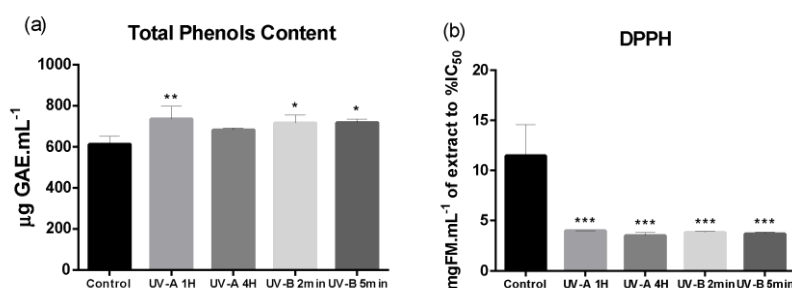 (a)
Total Phenols Content
µg GAE.mL⁻¹
1000
800
600
400
200
0
**
*
*
Control UV-A 1H UV-A 4H UV-B 2min UV-B 5min
(b)
DPPH
mgFM.mL⁻¹ of extract to %IC₅₀
20
15
10
5
0
***
***
***
***
Control UV-A 1H UV-A 4H UV-B 2min UV-B 5min